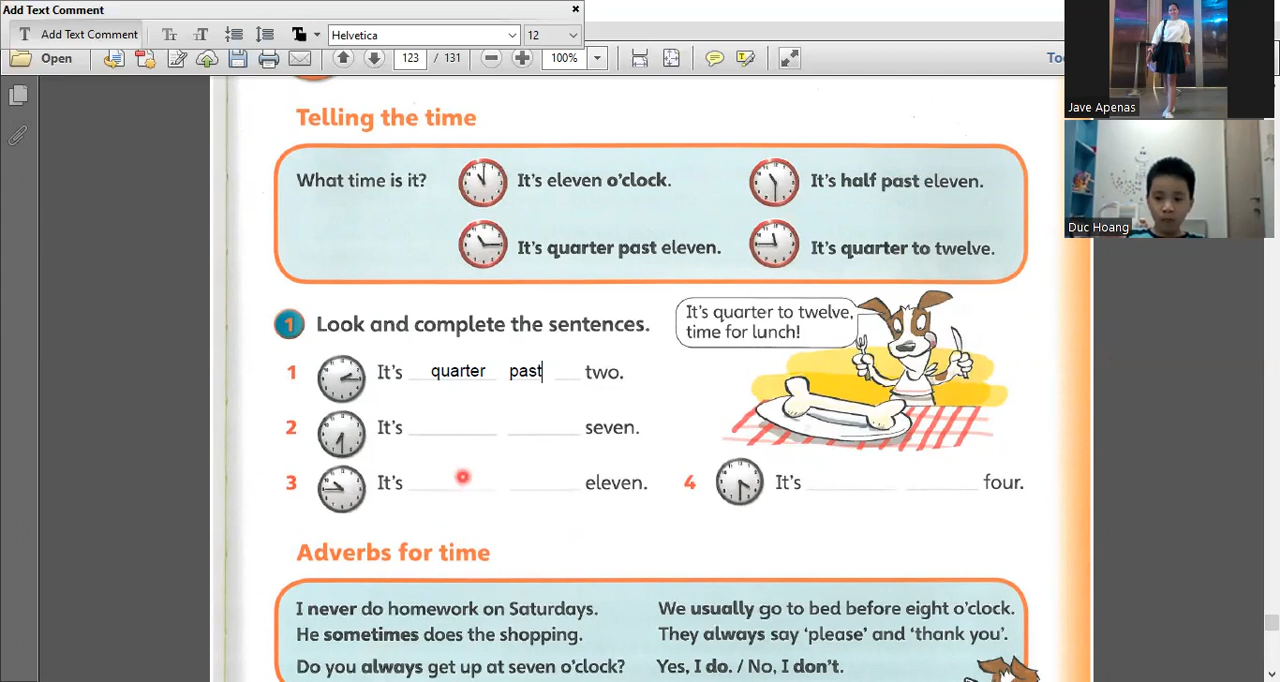 Add Text Comment
Add Text Comment
Helvetica
12
Open
123 / 131
100%
Too
Jave Apenas
Duc Hoang
Telling the time
What time is it?
It's eleven o'clock.
It's half past eleven.
It's quarter past eleven.
It's quarter to twelve.
1 Look and complete the sentences.
It's quarter to twelve,
time for lunch!
1 It's quarter past two.
2 It's seven.
3 It's eleven.
4 It's four.
Adverbs for time
I never do homework on Saturdays.
We usually go to bed before eight o'clock.
He sometimes does the shopping.
They always say 'please' and 'thank you'.
Do you always get up at seven o'clock?
Yes, I do. / No, I don't.